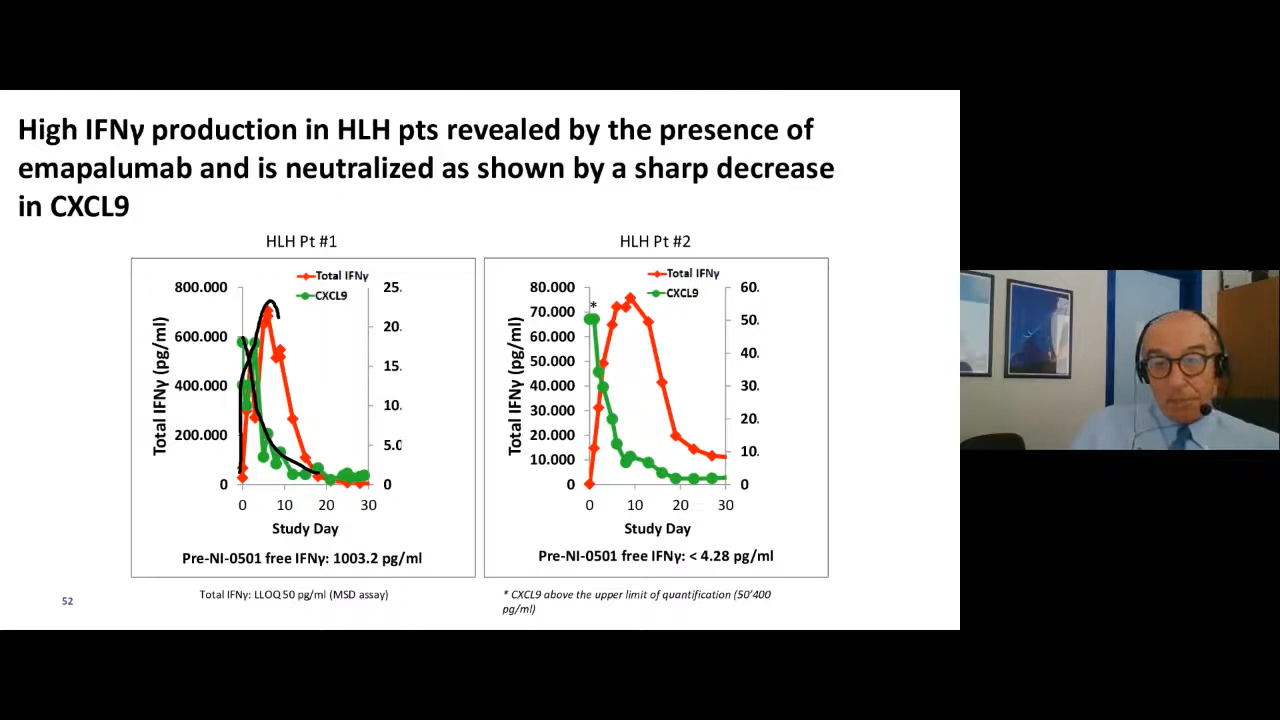 High IFNγ production in HLH pts revealed by the presence of
emapalumab and is neutralized as shown by a sharp decrease
in CXCL9
HLH Pt #1
Total IFNγ
CXCL9
Total IFNγ (pg/ml)
800.000
600.000
400.000
200.000
0
25.
20.
15.
10.
5.0
0
0 10 20 30
Study Day
Pre-NI-0501 free IFNγ: 1003.2 pg/ml
Total IFNγ: LLOQ 50 pg/ml (MSD assay)
HLH Pt #2
Total IFNγ
CXCL9
*
Total IFNγ (pg/ml)
80.000
70.000
60.000
50.000
40.000
30.000
20.000
10.000
0
60.
50.
40.
30.
20
10.
0
0 10 20 30
Study Day
Pre-NI-0501 free IFNγ: < 4.28 pg/ml
* CXCL9 above the upper limit of quantification (50’400
pg/ml)
52